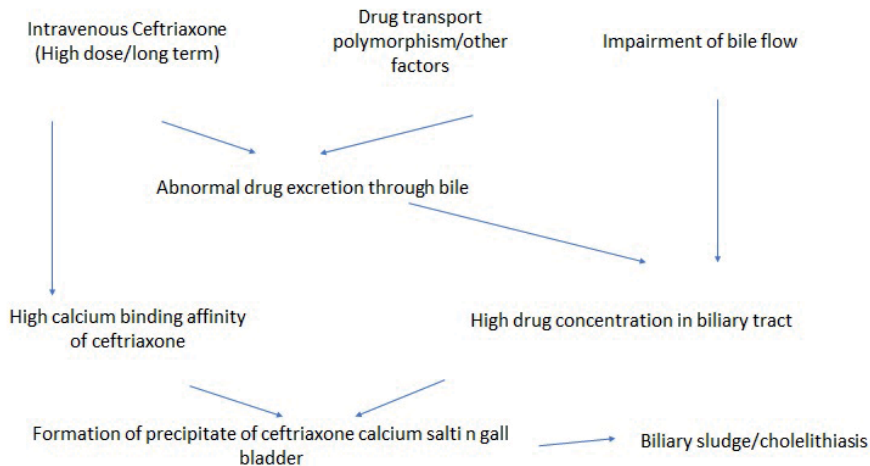 Intravenous Ceftriaxone
(High dose/long term)
Drug transport
polymorphism/other
factors
Impairment of bile flow
Abnormal drug excretion through bile
High calcium binding affinity
of ceftriaxone
High drug concentration in biliary tract
Formation of precipitate of ceftriaxone calcium salti n gall
bladder
Biliary sludge/cholelithiasis